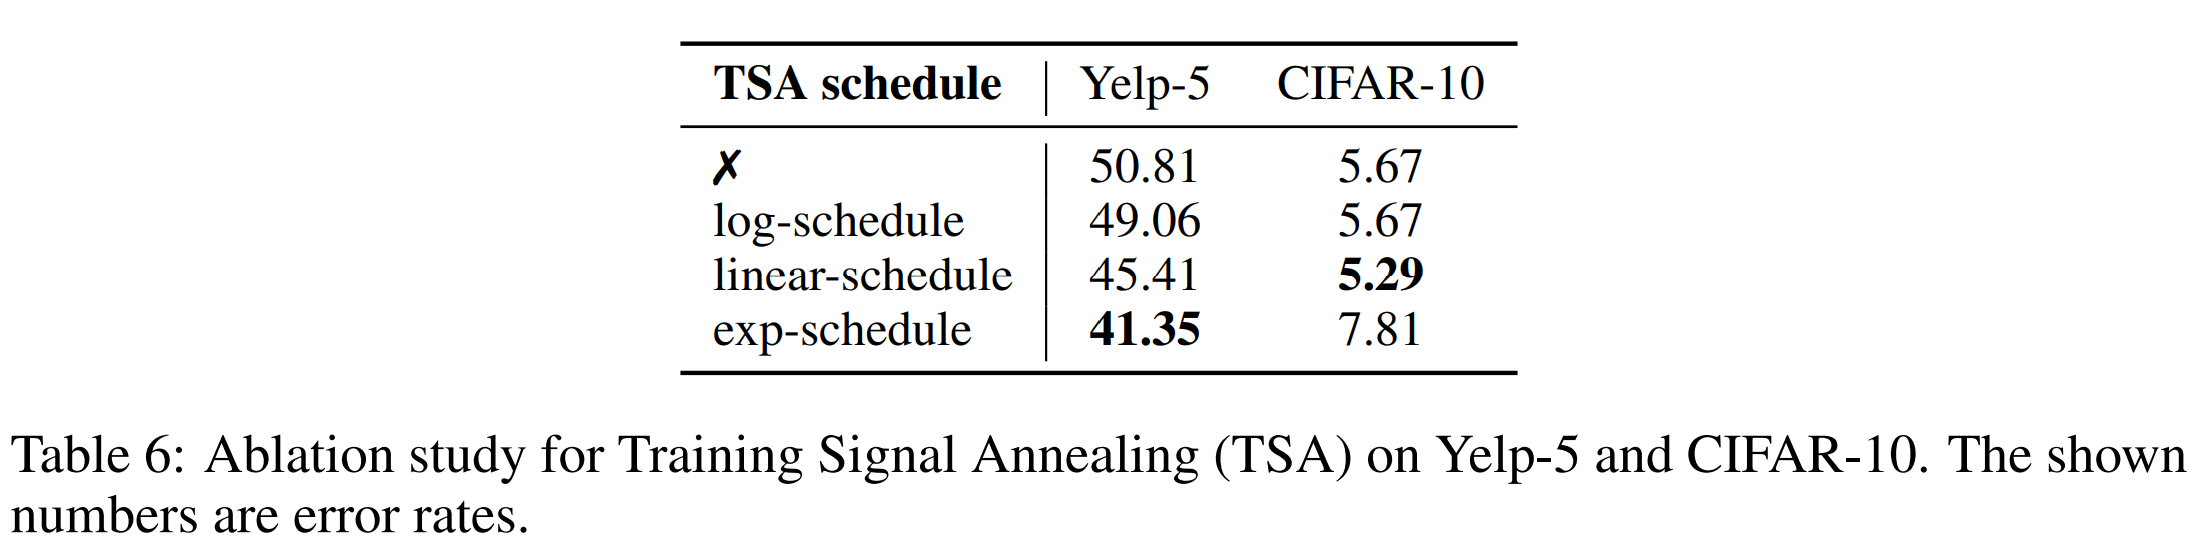 TSA schedule Yelp-5 CIFAR-10
✗ 50.81 5.67
log-schedule 49.06 5.67
linear-schedule 45.41 5.29
exp-schedule 41.35 7.81
Table 6: Ablation study for Training Signal Annealing (TSA) on Yelp-5 and CIFAR-10. The shown
numbers are error rates.